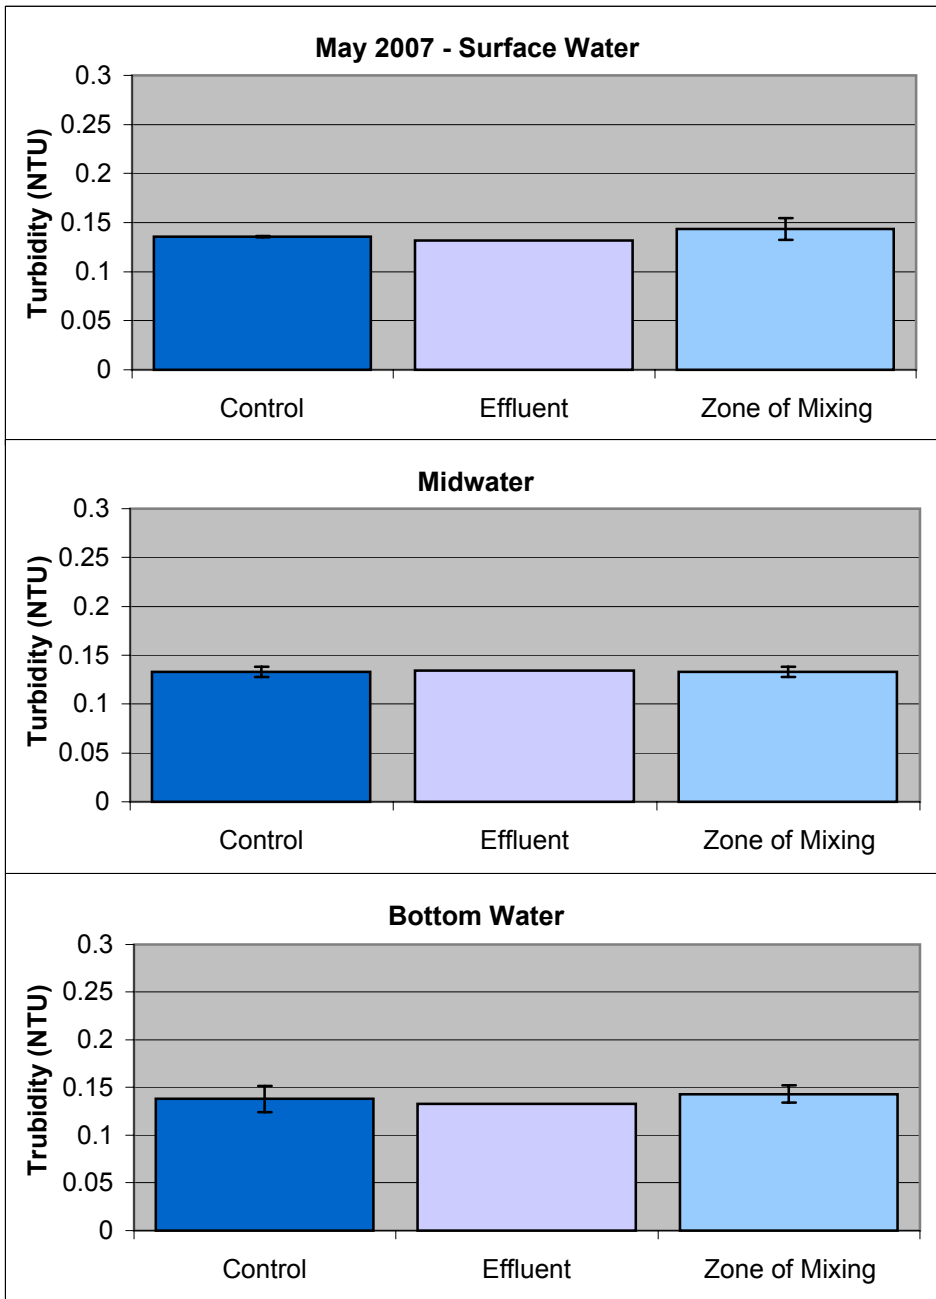 May 2007 - Surface Water
Turbidity (NTU)
0.3
0.25
0.2
0.15
0.1
0.05
0
Control Effluent Zone of Mixing
Midwater
Turbidity (NTU)
0.3
0.25
0.2
0.15
0.1
0.05
0
Control Effluent Zone of Mixing
Bottom Water
Trubidity (NTU)
0.3
0.25
0.2
0.15
0.1
0.05
0
Control Effluent Zone of Mixing